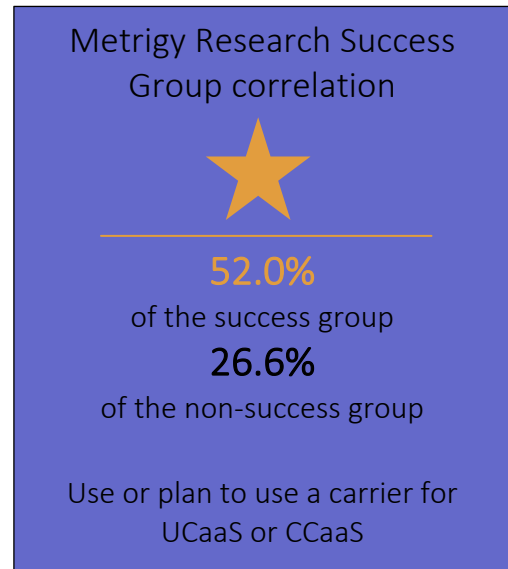 Metrigy Research Success
Group correlation
52.0%
of the success group
26.6%
of the non-success group
Use or plan to use a carrier for
UCaaS or CCaaS